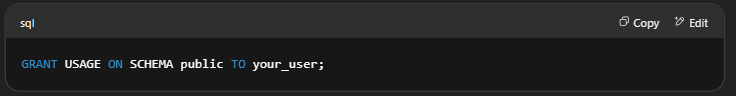 sql
Copy
Edit
GRANT USAGE ON SCHEMA public TO your_user;